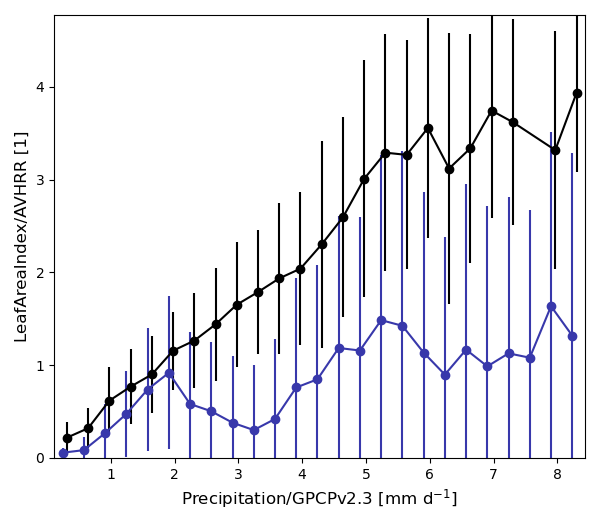 LeafAreaIndex/AVHRR [1]
4
3
2
1
0
1 2 3 4 5 6 7 8
Precipitation/GPCPv2.3 [mm d⁻¹]